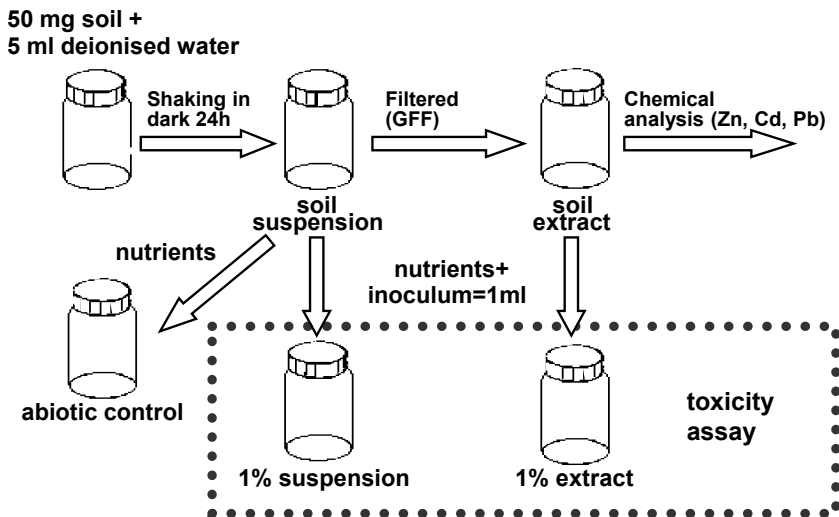 50 mg soil +
5 ml deionised water
Shaking in
dark 24h
Filtered
(GFF)
Chemical
analysis (Zn, Cd, Pb)
soil
suspension
soil
extract
nutrients
nutrients+
inoculum=1ml
abiotic control
toxicity
assay
1% suspension
1% extract